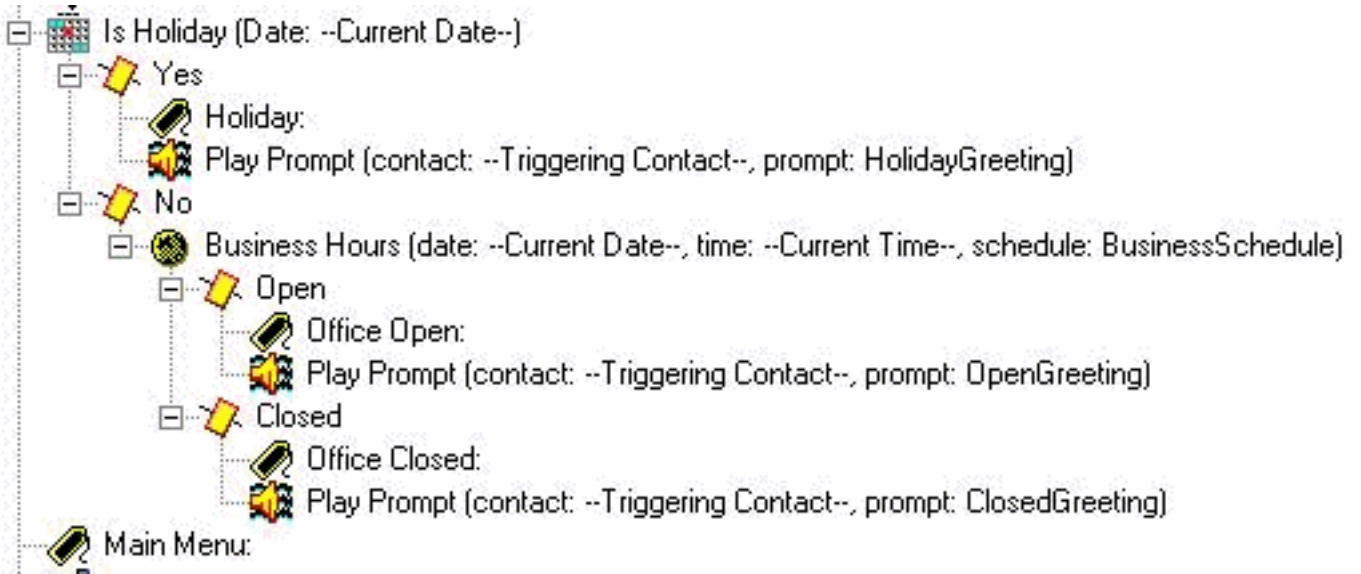 Is Holiday (Date: --Current Date--)
Yes
Holiday:
Play Prompt (contact: --Triggering Contact--, prompt: HolidayGreeting)
No
Business Hours (date: --Current Date--, time: --Current Time--, schedule: BusinessSchedule)
Open
Office Open:
Play Prompt (contact: --Triggering Contact--, prompt: OpenGreeting)
Closed
Office Closed:
Play Prompt (contact: --Triggering Contact--, prompt: ClosedGreeting)
Main Menu: